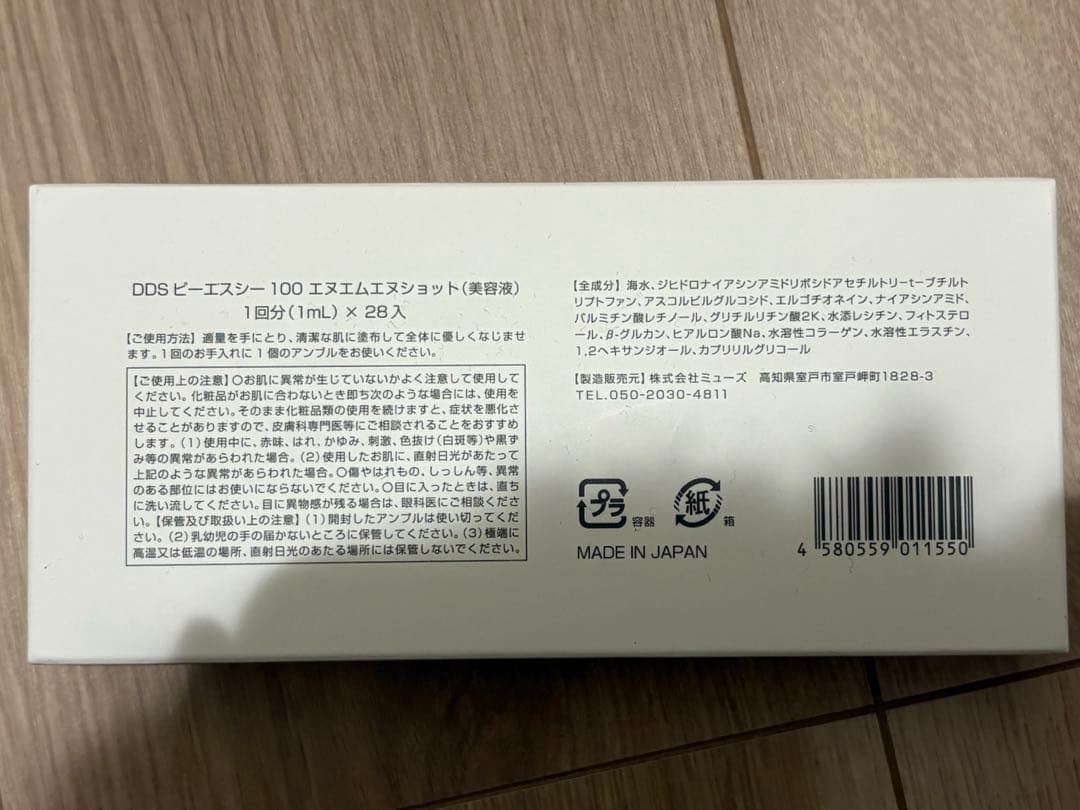 DDS ピーエスシー 100 エヌエムエヌショット(美容液)
1回分(1mL) × 28入
【ご使用方法】 適量を手にとり、清潔な肌に塗布して全体に優しくなじませ
ます。1回のお手入れに1個のアンプルをお使いください。
【ご使用上の注意】〇お肌に異常が生じていないかよく注意して使用して
ください。化粧品がお肌に合わないとき即ち次のような場合には、使用を
中止してください。そのまま化粧品類の使用を続けますと、症状を悪化さ
せることがありますので、皮膚科専門医等にご相談されることをおすすめ
します。(1)使用中に、赤味、はれ、かゆみ、刺激、色抜け(白斑等)や黒ず
み等の異常があらわれた場合。(2)使用したお肌に、直射日光があたって
上記のような異常があらわれた場合。〇傷やはれもの、しっしん等、異常
のある部位にはお使いにならないでください。〇目に入ったときは、直ち
に洗い流してください。目に異物感が残る場合は、眼科医にご相談くださ
い。【保管及び取扱い上の注意】(1)開封したアンプルは使い切ってくだ
さい。(2)乳幼児の手の届かないところに保管してください。(3)極端に
高温又は低温の場所、直射日光のあたる場所には保管しないでください。
【全成分】 海水、ジヒドロナイアシンアミドリボシドアセチルトリーtーブチルト
リプトファン、アスコルビルグルコシド、エルゴチオネイン、ナイアシンアミド、
パルミチン酸レチノール、グリチルリチン酸2K、水添レシチン、フィトステロ
ール、β-グルカン、ヒアルロン酸Na、水溶性コラーゲン、水溶性エラスチン、
1,2ヘキサンジオール、カプリリルグリコール
【製造販売元】 株式会社ミューズ 高知県室戸市室戸岬町1828-3
TEL.050-2030-4811
プラ 容器
紙 箱
MADE IN JAPAN
4 580559 011550